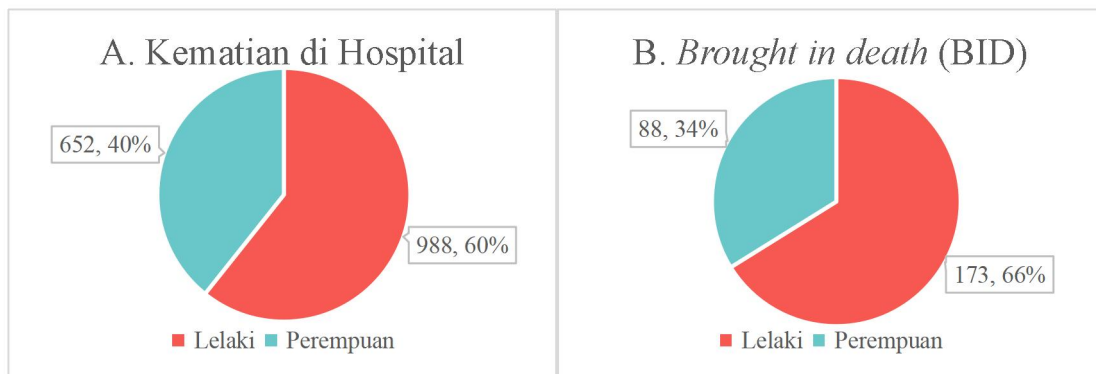 A. Kematian di Hospital
652, 40%
988, 60%
Lelaki Perempuan
B. Brought in death (BID)
88, 34%
173, 66%
Lelaki Perempuan